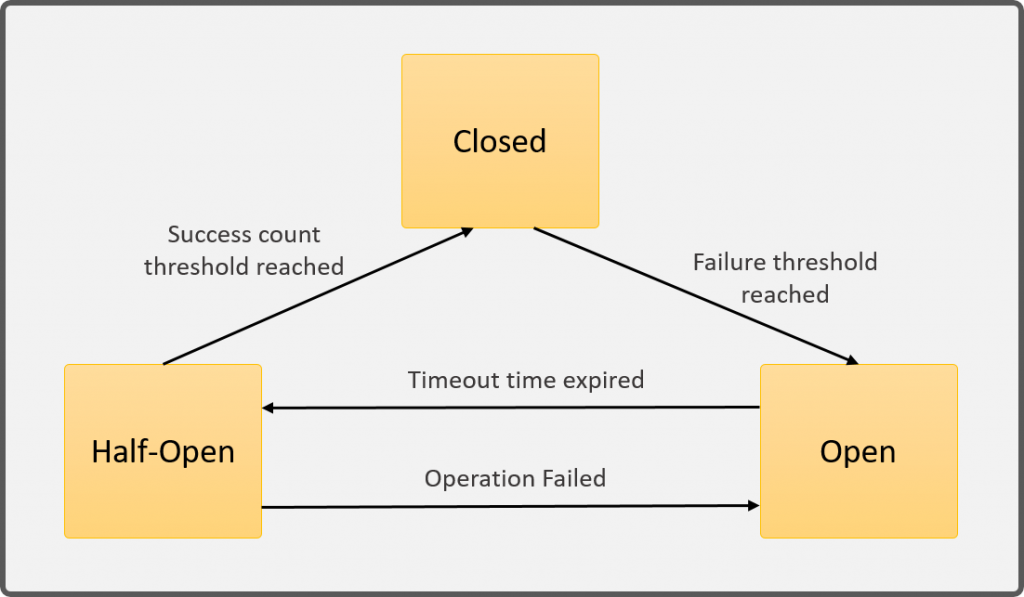 Closed
Success count
threshold reached
Failure threshold
reached
Timeout time expired
Half-Open
Open
Operation Failed